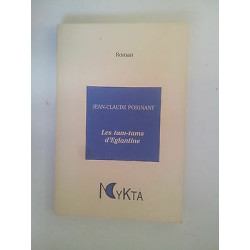 Roman
JEAN-CLAUDE POIGNANT
Les tam-tams
d'Eglantine
NyKTA